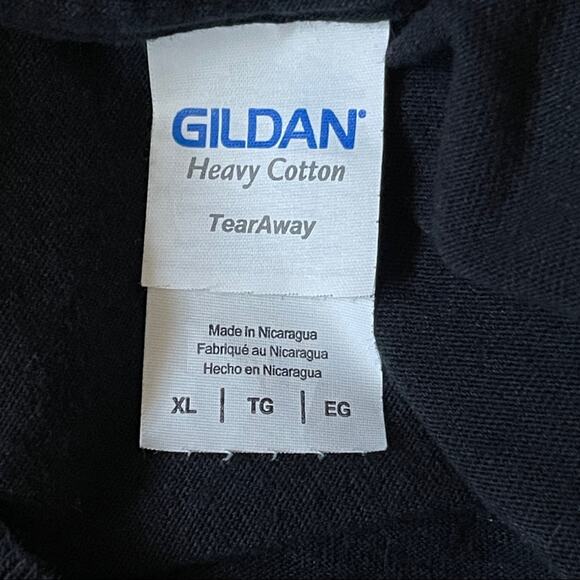 GILDAN®
Heavy Cotton
TearAway
Made in Nicaragua
Fabriqué au Nicaragua
Hecho en Nicaragua
XL | TG | EG